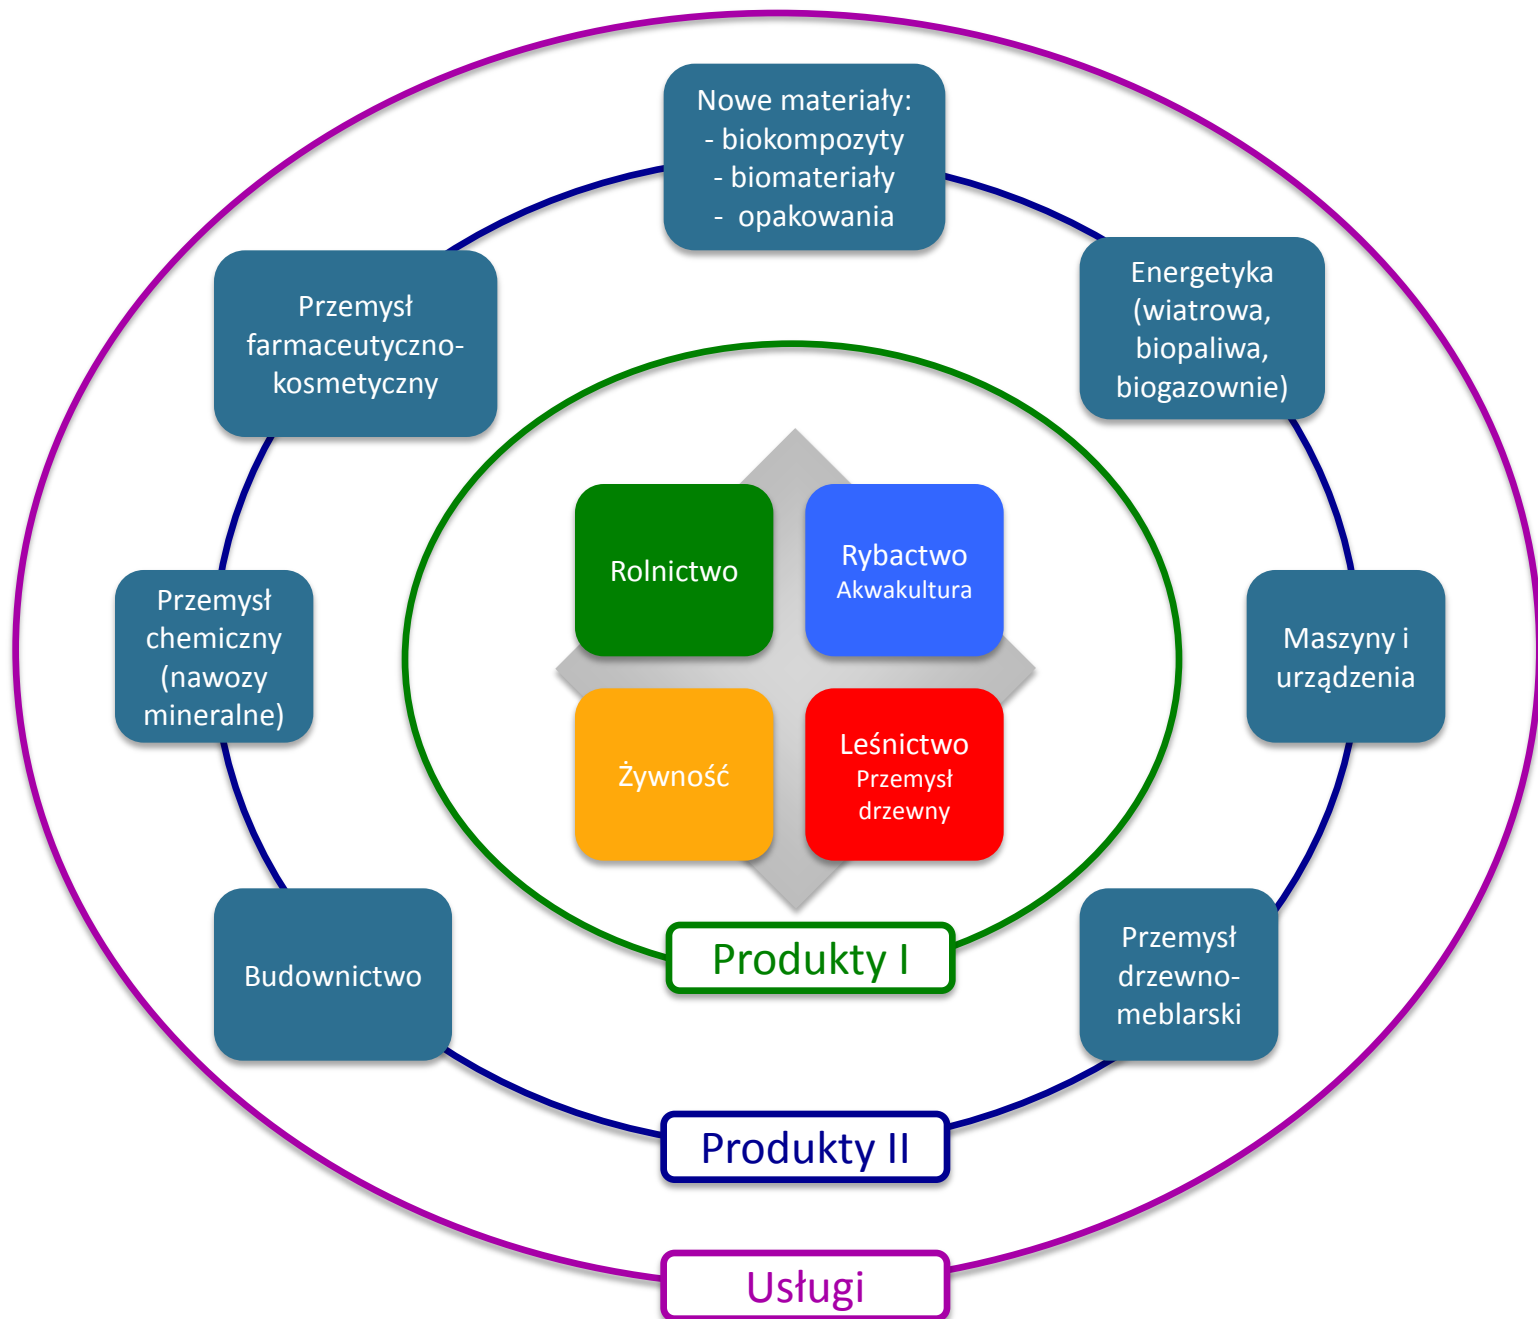 Nowe materiały:
- biokompozyty
- biomateriały
- opakowania
Energetyka
(wiatrowa,
biopaliwa,
biogazownie)
Przemysł
farmaceutyczno-
kosmetyczny
Rolnictwo
Rybactwo
Akwakultura
Przemysł
chemiczny
(nawozy
mineralne)
Maszyny i
urządzenia
Żywność
Leśnictwo
Przemysł
drzewny
Budownictwo
Przemysł
drzewno-
meblarski
Produkty I
Produkty II
Usługi